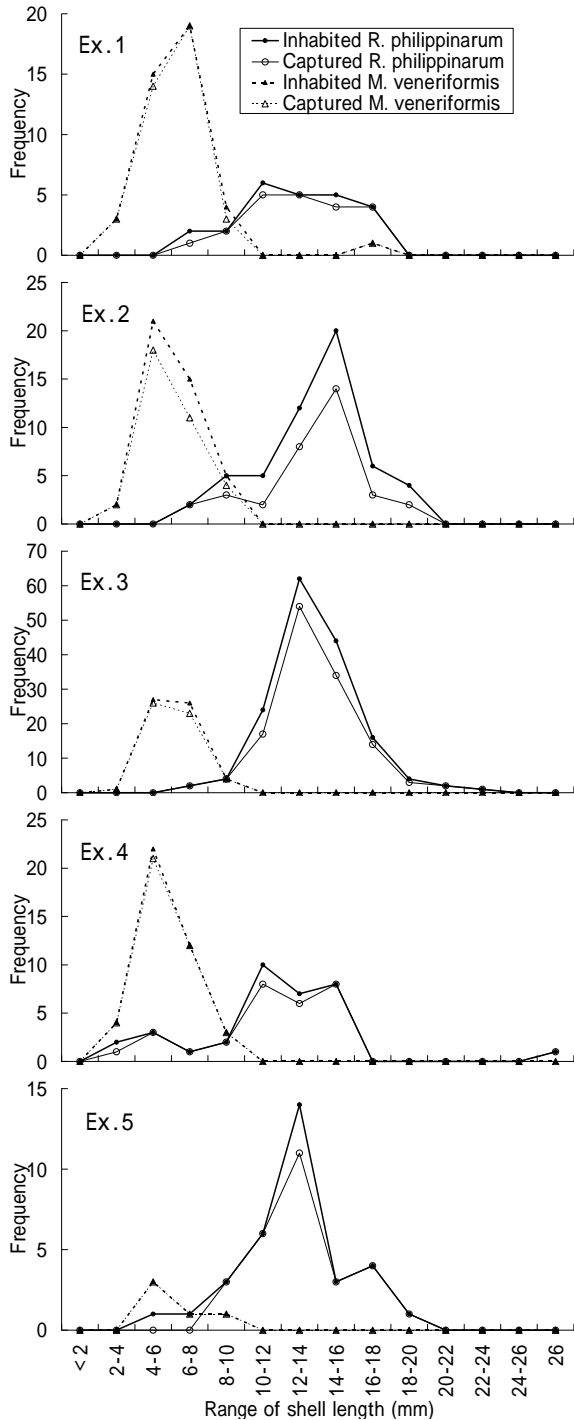 Ex.1
Inhabited R. philippinarum
Captured R. philippinarum
Inhabited M. veneriformis
Captured M. veneriformis
Frequency
20
15
10
5
0
Ex.2
Frequency
25
20
15
10
5
0
Ex.3
Frequency
70
60
50
40
30
20
10
0
Ex.4
Frequency
25
20
15
10
5
0
Ex.5
Frequency
15
10
5
0
< 2
2-4
4-6
6-8
8-10
10-12
12-14
14-16
16-18
18-20
20-22
22-24
24-26
26
Range of shell length (mm)